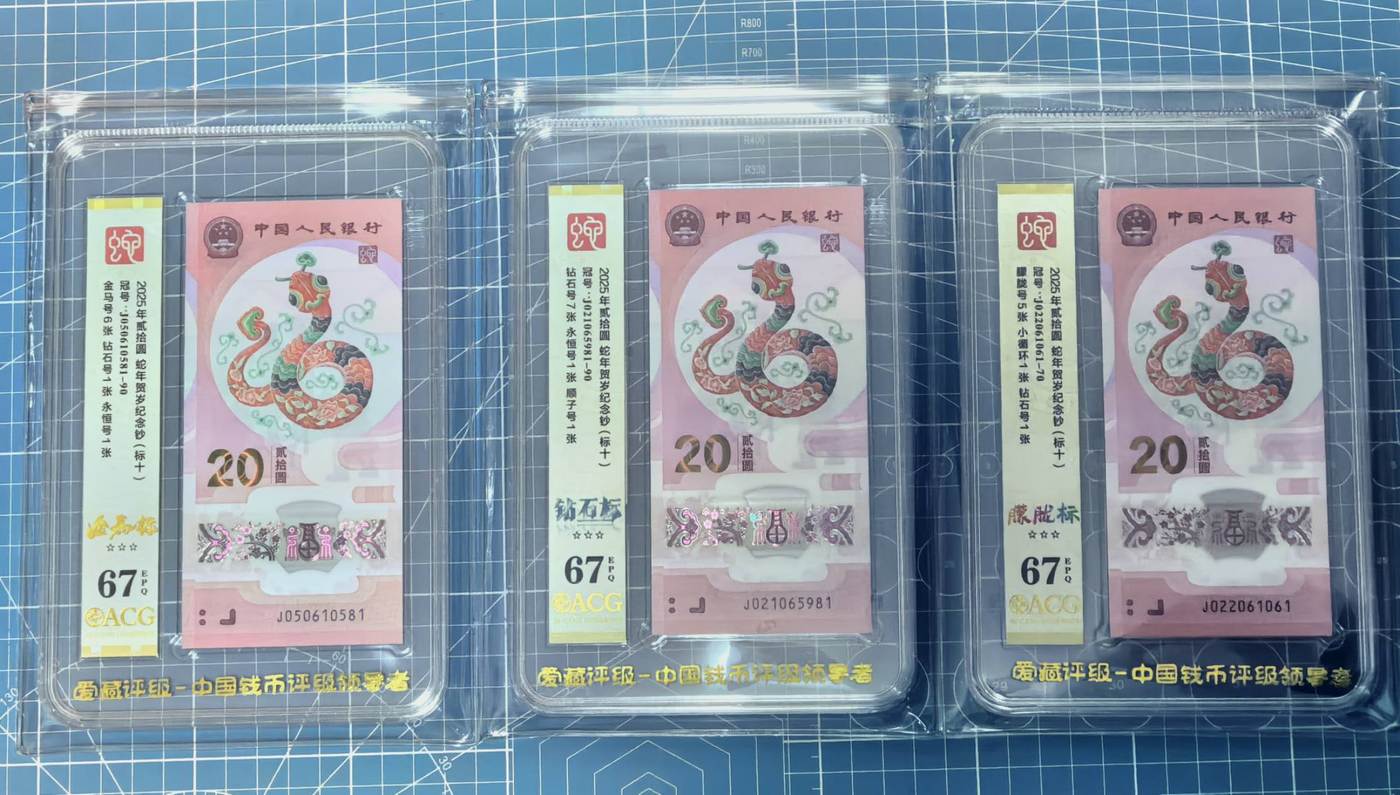 R800
R700
R400
R300
蛇
2025年贰拾圆 蛇年贺岁纪念钞（标十）
冠号：J050610581-90
金马号6张 钻石号1张 永恒号1张
金马标
☆☆☆
67
EPQ
ACG
中国人民银行
蛇
20
贰拾圆
J050610581
爱藏评级-中国钱币评级领导者
蛇
2025年贰拾圆 蛇年贺岁纪念钞（标十）
冠号：J021065981-90
钻石号7张 永恒号1张 顺子号1张
钻石标
☆☆☆
67
EPQ
ACG
中国人民银行
蛇
20
贰拾圆
J021065981
爱藏评级-中国钱币评级领导者
蛇
2025年贰拾圆 蛇年贺岁纪念钞（标十）
冠号：J022061061-70
朦胧号5张 小循环1张 钻石号1张
朦胧标
☆☆☆
67
EPQ
ACG
中国人民银行
蛇
20
贰拾圆
J022061061
爱藏评级-中国钱币评级领导者
130
60
30